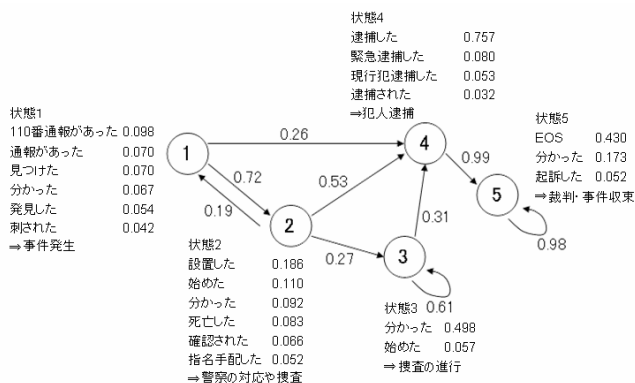 状態4
逮捕した 0.757
緊急逮捕した 0.080
現行犯逮捕した 0.053
逮捕された 0.032
⇒犯人逮捕
状態1
110番通報があった 0.098
通報があった 0.070
見つけた 0.070
分かった 0.067
発見した 0.054
刺された 0.042
⇒事件発生
状態5
EOS 0.430
分かった 0.173
起訴した 0.052
⇒裁判・事件収束
1
0.26
4
0.72
0.53
0.99
0.19
2
5
0.31
0.27
3
0.98
0.61
状態2
設置した 0.186
始めた 0.110
分かった 0.092
死亡した 0.083
確認された 0.066
指名手配した 0.052
⇒警察の対応や捜査
状態3
分かった 0.498
始めた 0.057
⇒捜査の進行